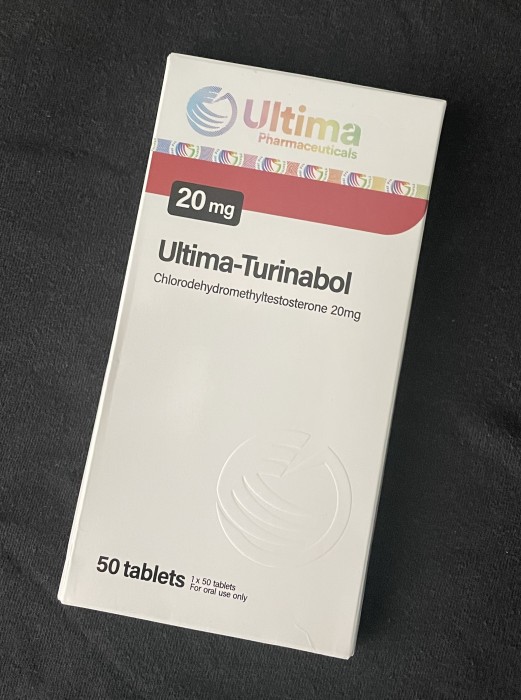 Ultima
Pharmaceuticals
20 mg
Ultima-Turinabol
Chlorodehydromethyltestosterone 20mg
50 tablets
1 x 50 tablets
For oral use only